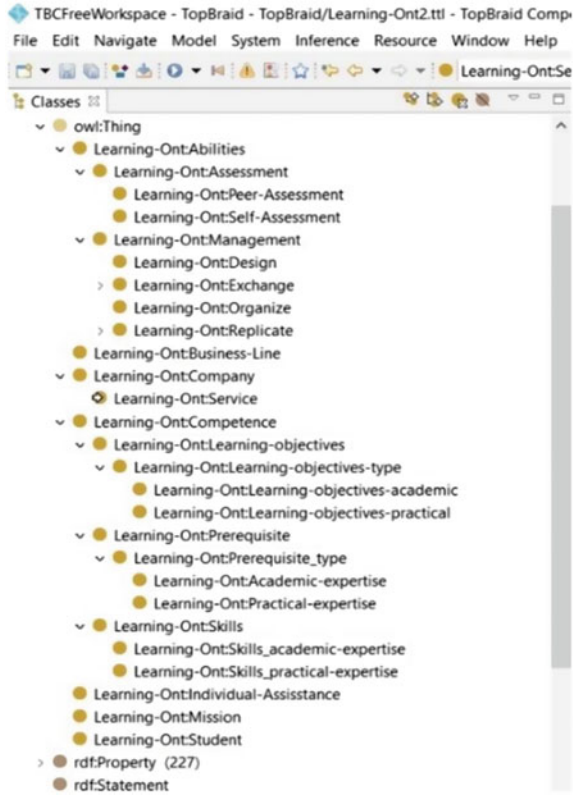 TBCFreeWorkspace - TopBraid - TopBraid/Learning-Ont2.ttl - TopBraid Comp
File Edit Navigate Model System Inference Resource Window Help
Learning-Ont:Se
Classes
owl:Thing
Learning-Ont:Abilities
Learning-Ont:Assessment
Learning-Ont:Peer-Assessment
Learning-Ont:Self-Assessment
Learning-Ont:Management
Learning-Ont:Design
Learning-Ont:Exchange
Learning-Ont:Organize
Learning-Ont:Replicate
Learning-Ont:Business-Line
Learning-Ont:Company
Learning-Ont:Service
Learning-Ont:Competence
Learning-Ont:Learning-objectives
Learning-Ont:Learning-objectives-type
Learning-Ont:Learning-objectives-academic
Learning-Ont:Learning-objectives-practical
Learning-Ont:Prerequisite
Learning-Ont:Prerequisite_type
Learning-Ont:Academic-expertise
Learning-Ont:Practical-expertise
Learning-Ont:Skills
Learning-Ont:Skills_academic-expertise
Learning-Ont:Skills_practical-expertise
Learning-Ont:Individual-Assisstance
Learning-Ont:Mission
Learning-Ont:Student
rdf:Property (227)
rdf:Statement